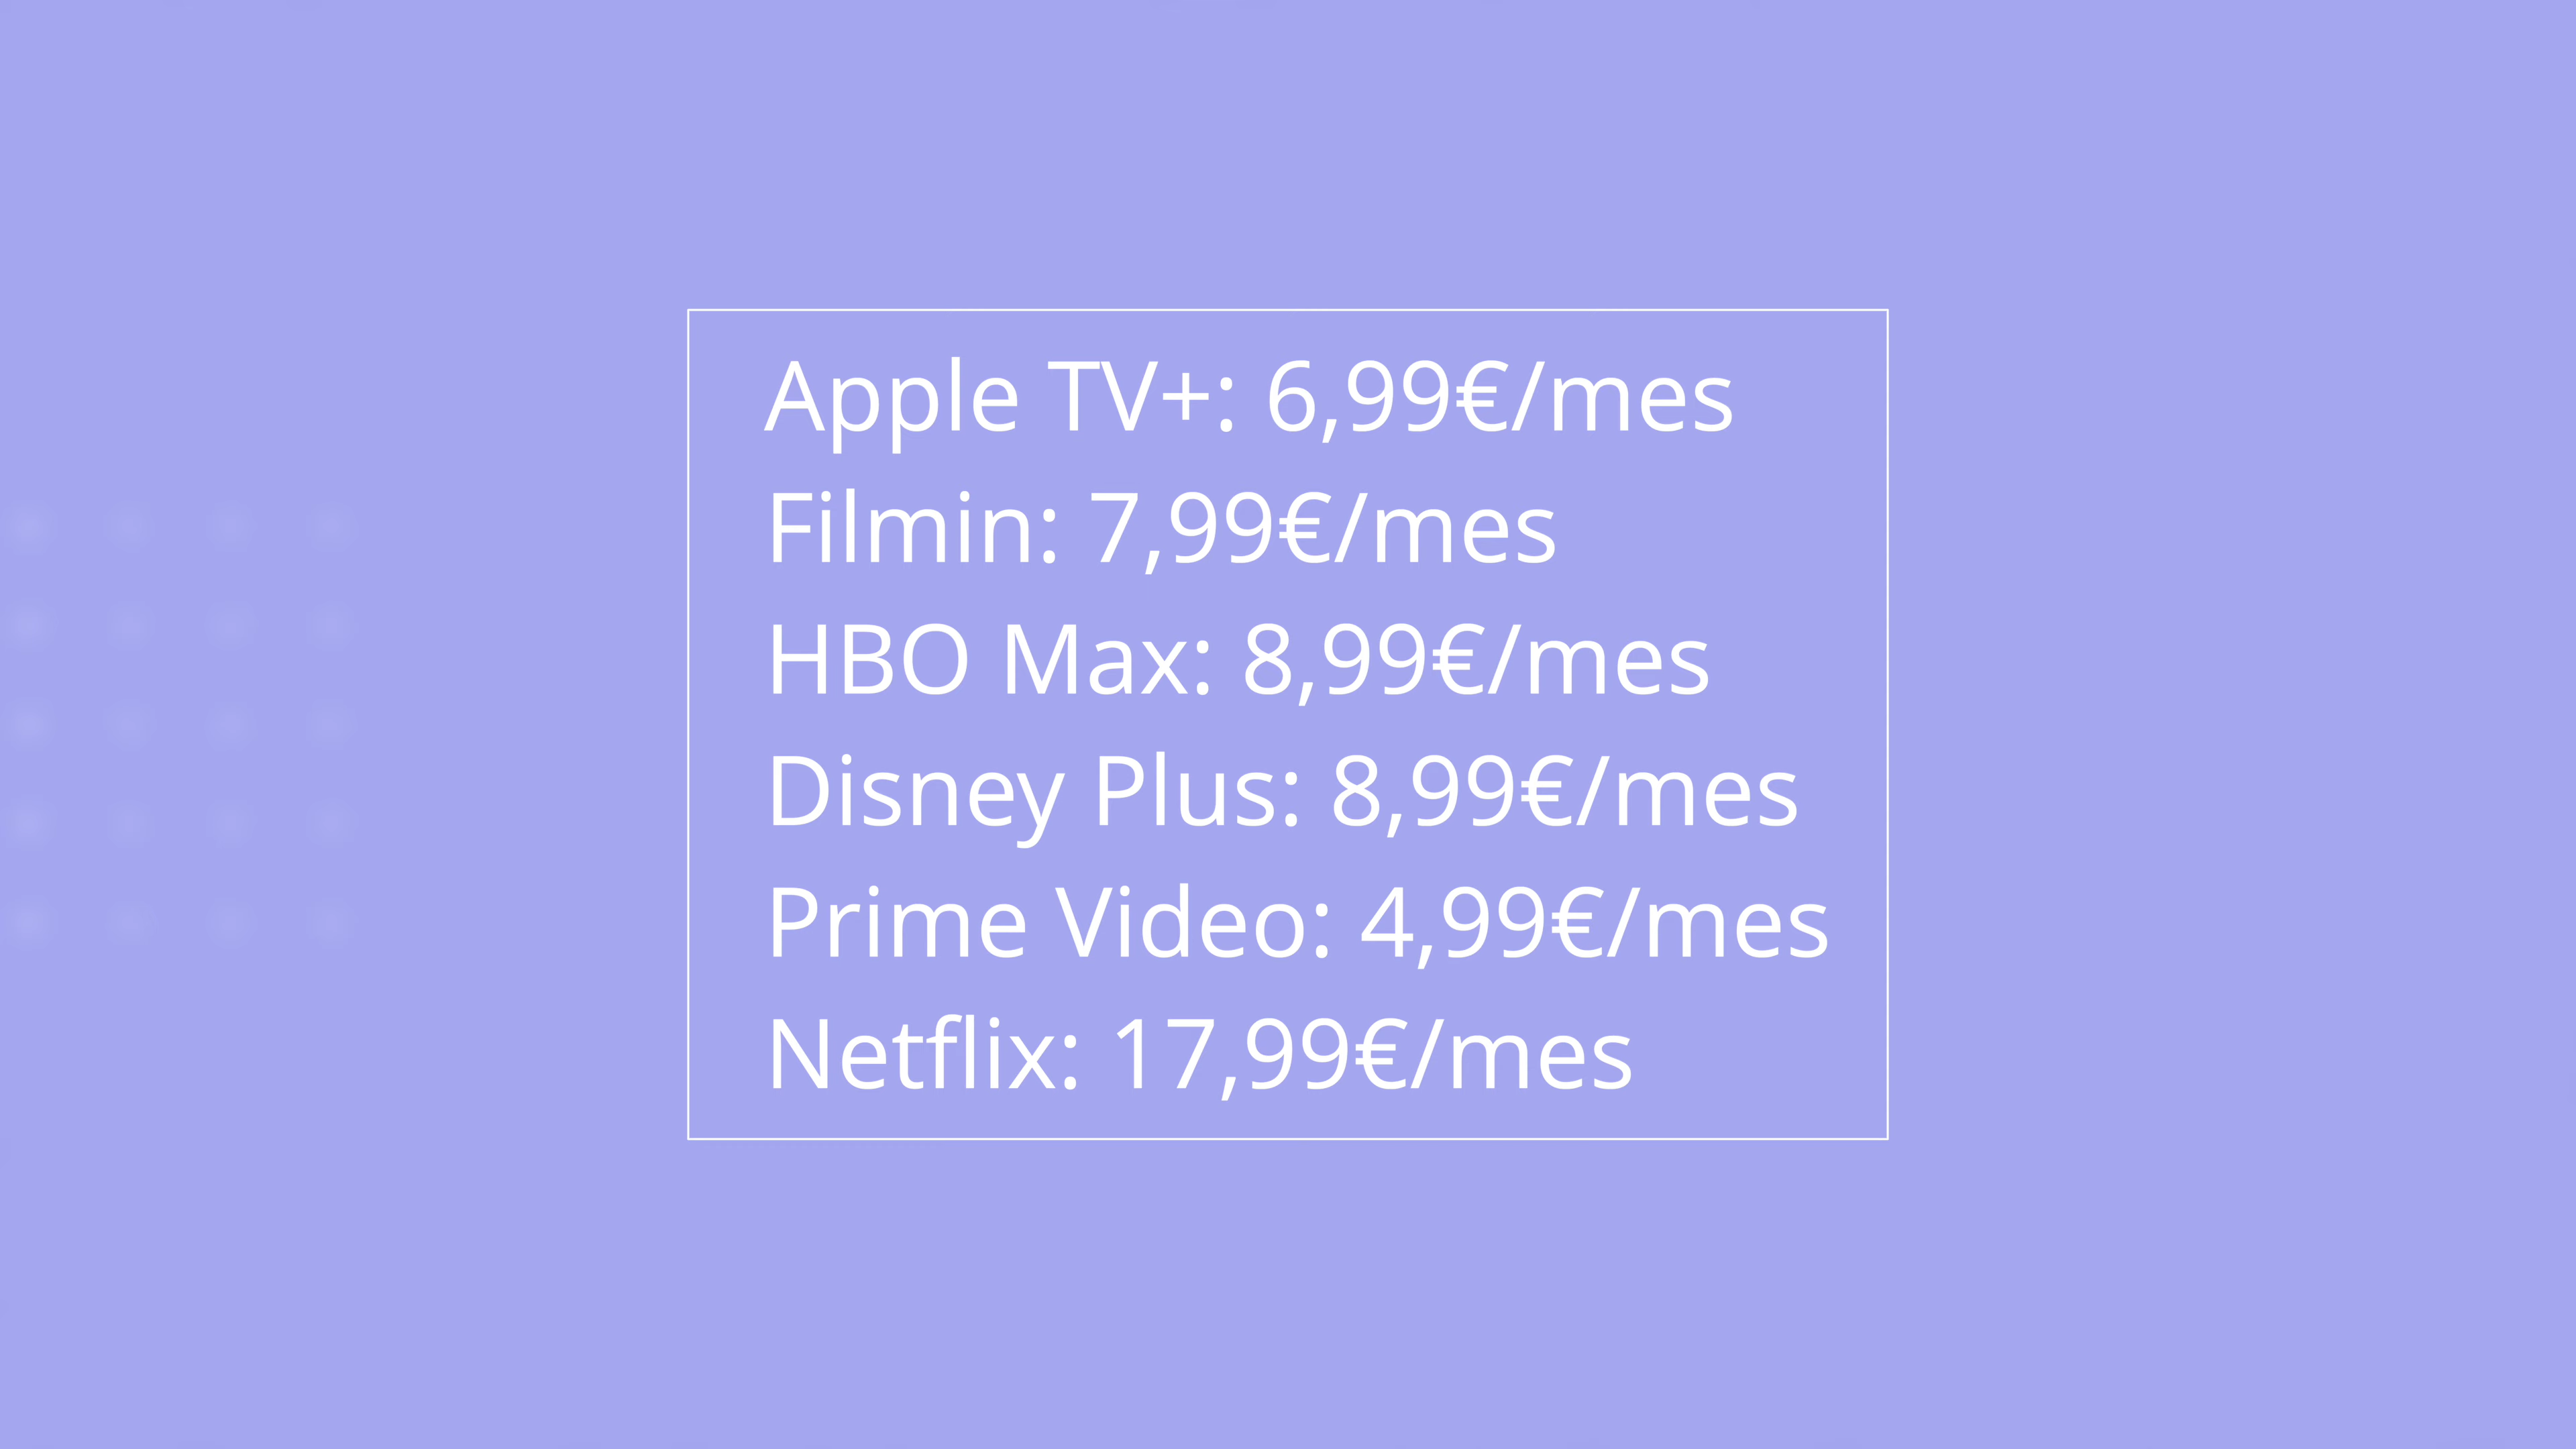 Apple TV+: 6,99€/mes
Filmin: 7,99€/mes
HBO Max: 8,99€/mes
Disney Plus: 8,99€/mes
Prime Video: 4,99€/mes
Netflix: 17,99€/mes